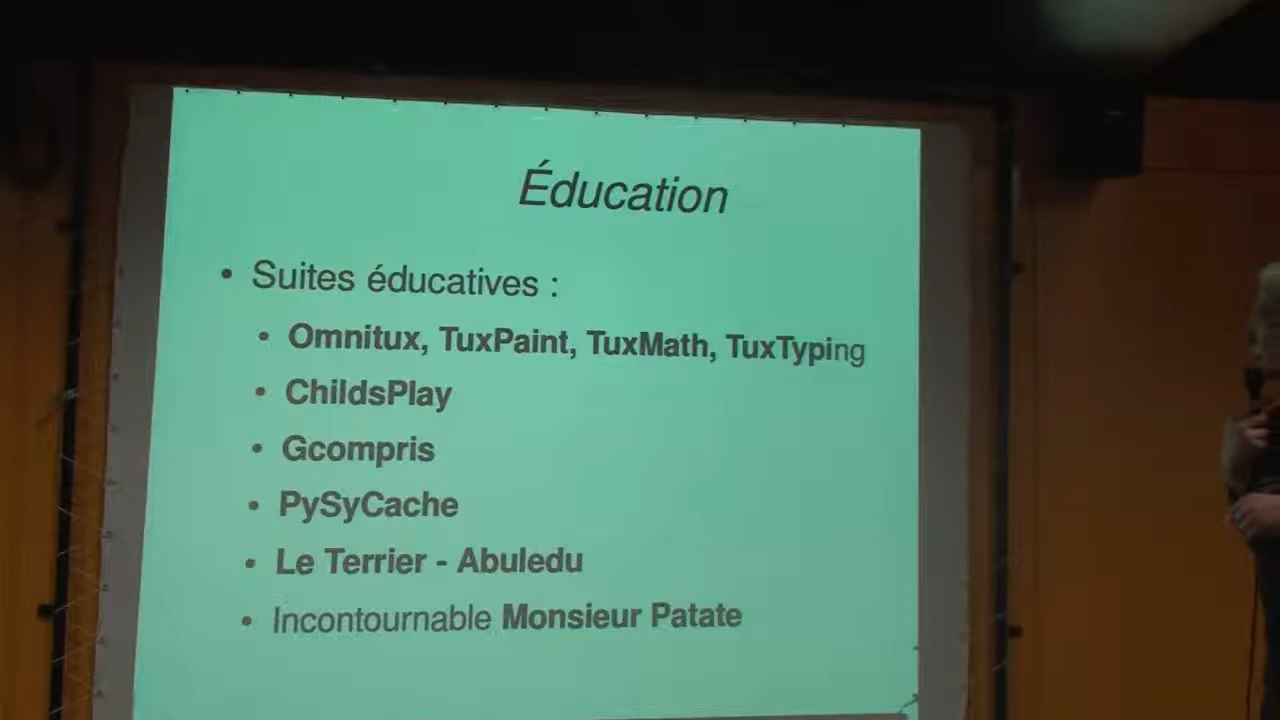 Éducation
• Suites éducatives :
• Omnitux, TuxPaint, TuxMath, TuxTyping
• ChildsPlay
• Gcompris
• PySyCache
• Le Terrier - Abuledu
• Incontournable Monsieur Patate